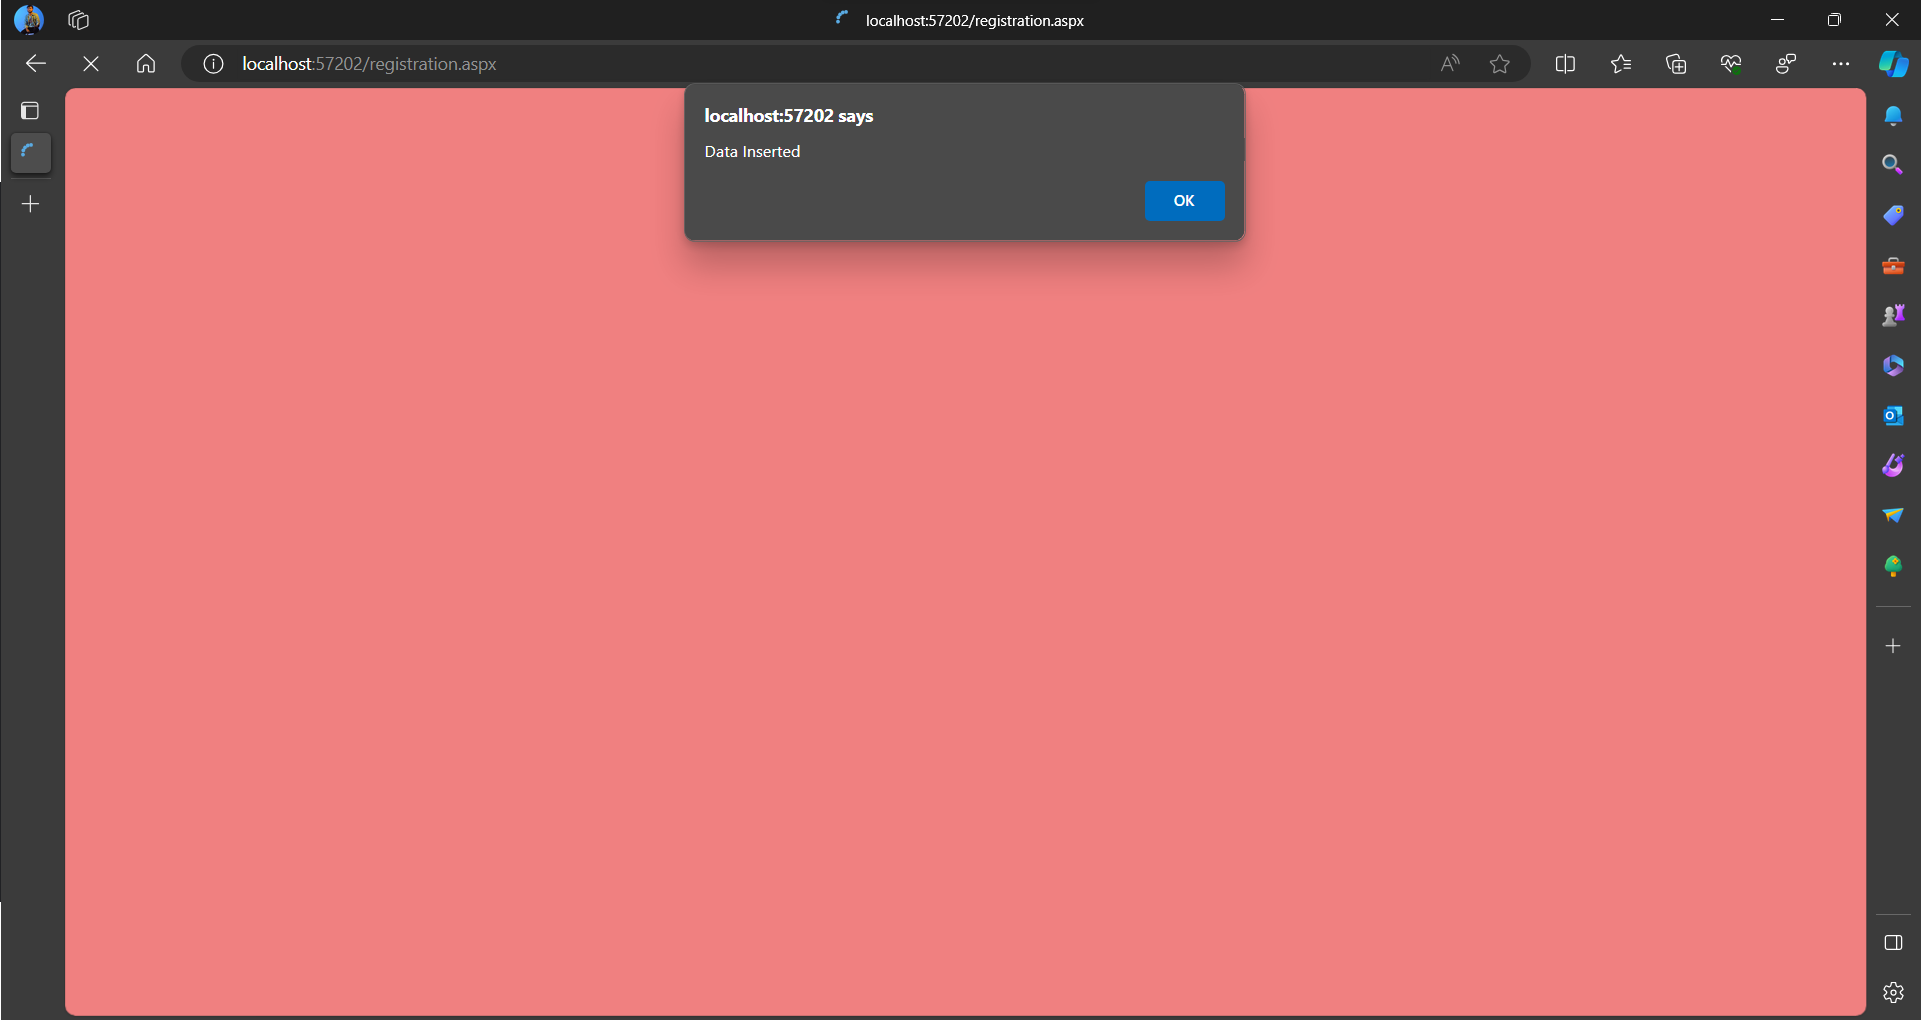 localhost:57202/registration.aspx
localhost:57202/registration.aspx
localhost:57202 says
Data Inserted
OK